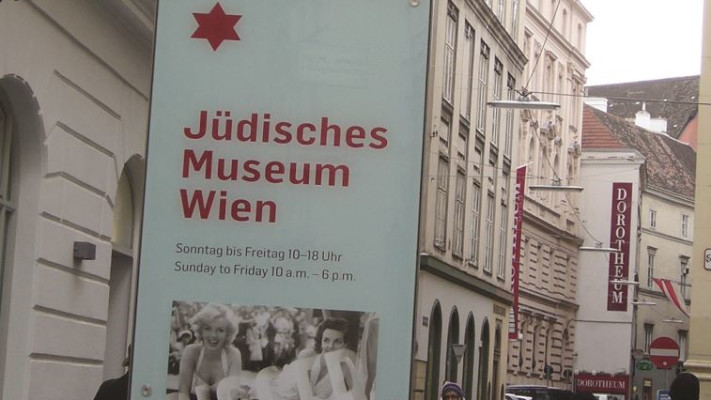 Jüdisches
Museum
Wien
Sonntag bis Freitag 10–18 Uhr
Sunday to Friday 10 a.m. – 6 p.m.
DOROTHEUM
DOROTHEUM